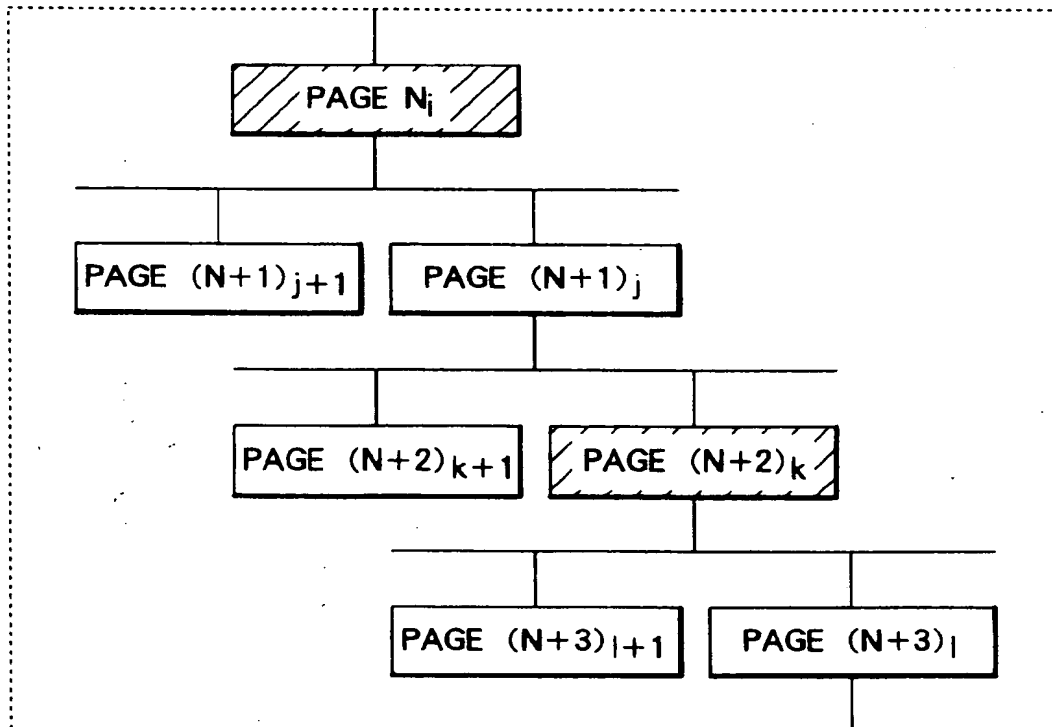 PAGE Nᵢ
PAGE (N+1)ⱼ₊₁ PAGE (N+1)ⱼ
PAGE (N+2)ₖ₊₁ PAGE (N+2)ₖ
PAGE (N+3)ₗ₊₁ PAGE (N+3)ₗ